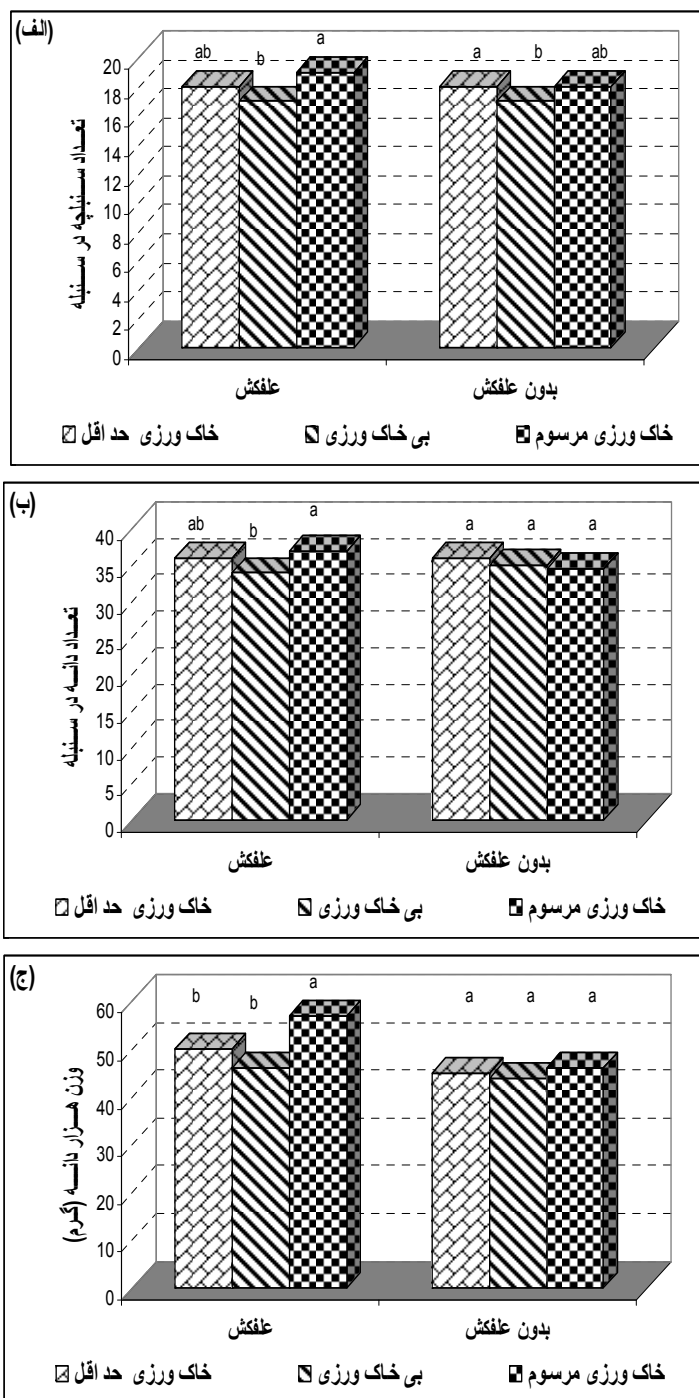 (الف)
تعداد سنبلچه در سنبله
20
18
16
14
12
10
8
6
4
2
0
ab b a a b ab
علفکش بدون علفکش
خاک ورزی حد اقل بی خاک ورزی خاک ورزی مرسوم
(ب)
تعداد دانه در سنبله
40
35
30
25
20
15
10
5
0
ab b a a a a
علفکش بدون علفکش
خاک ورزی حد اقل بی خاک ورزی خاک ورزی مرسوم
(ج)
وزن هزار دانه (گرم)
60
50
40
30
20
10
0
b b a a a a
علفکش بدون علفکش
خاک ورزی حد اقل بی خاک ورزی خاک ورزی مرسوم